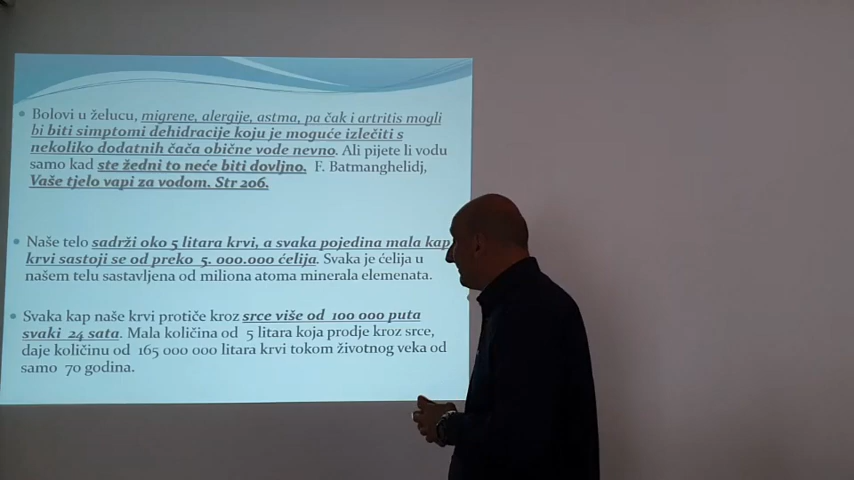 Bolovi u želucu, migrene, alergije, astma, pa čak i artritis mogli
bi biti simptomi dehidracije koju je moguće izlečiti s
nekoliko dodatnih čača obične vode nevno. Ali pijete li vodu
samo kad ste žedni to neće biti dovljno. F. Batmanghelidj,
Vaše tjelo vapi za vodom. Str 206.
Naše telo sadrži oko 5 litara krvi, a svaka pojedina mala kap
krvi sastoji se od preko 5. 000.000 ćelija. Svaka je ćelija u
našem telu sastavljena od miliona atoma minerala elemenata.
Svaka kap naše krvi protiče kroz srce više od 100 000 puta
svaki 24 sata. Mala količina od 5 litara koja prodje kroz srce,
daje količinu od 165 000 000 litara krvi tokom životnog veka od
samo 70 godina.